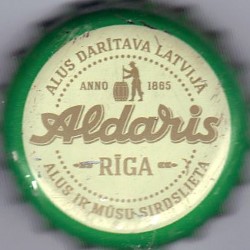 ALUS DARĪTAVA LATVIJĀ
ANNO 1865
Aldaris
RĪGA
ALUS IR MŪSU SIRDSLIETA